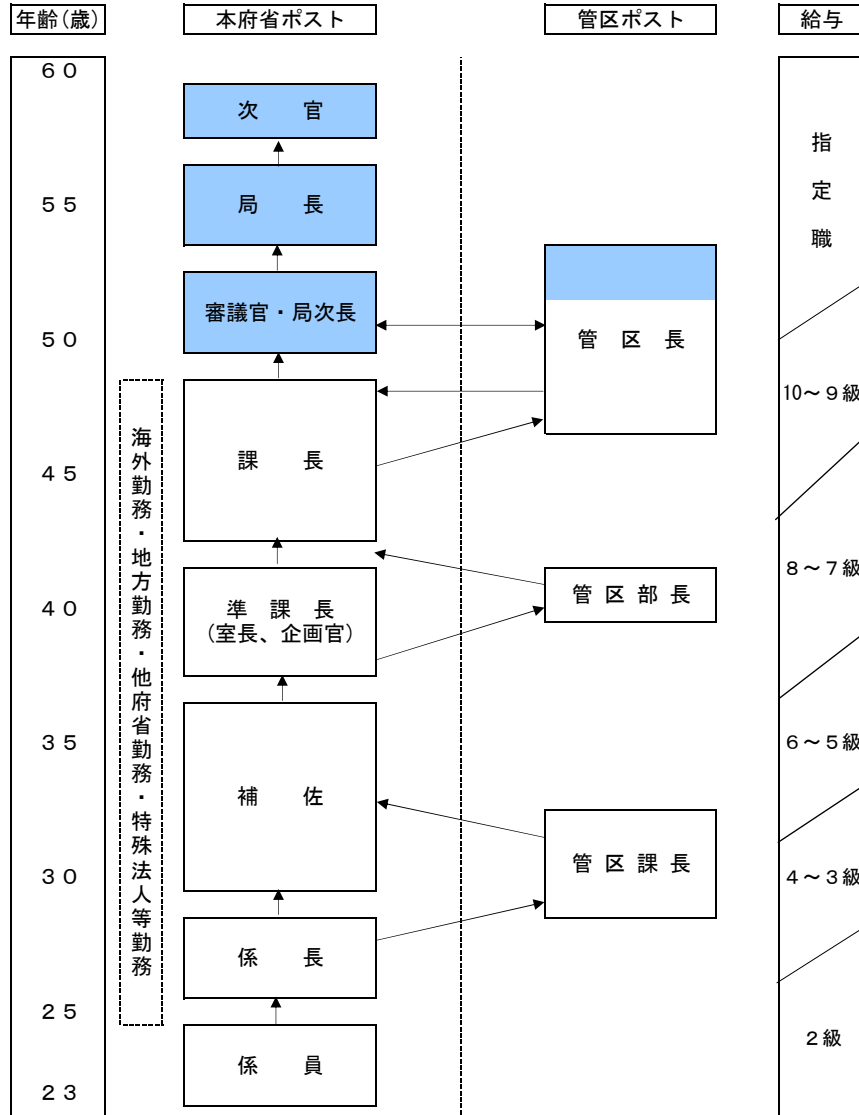 年齢(歳)
本府省ポスト
管区ポスト
給与
６０
５５
５０
４５
４０
３５
３０
２５
２３
海外勤務・地方勤務・他府省勤務・特殊法人等勤務
次　官
局　長
審議官・局次長
課　長
準　課　長
(室長、企画官)
補　佐
係　長
係　員
管　区　長
管　区　部　長
管　区　課　長
指定職
10～９級
８～７級
６～５級
４～３級
２級